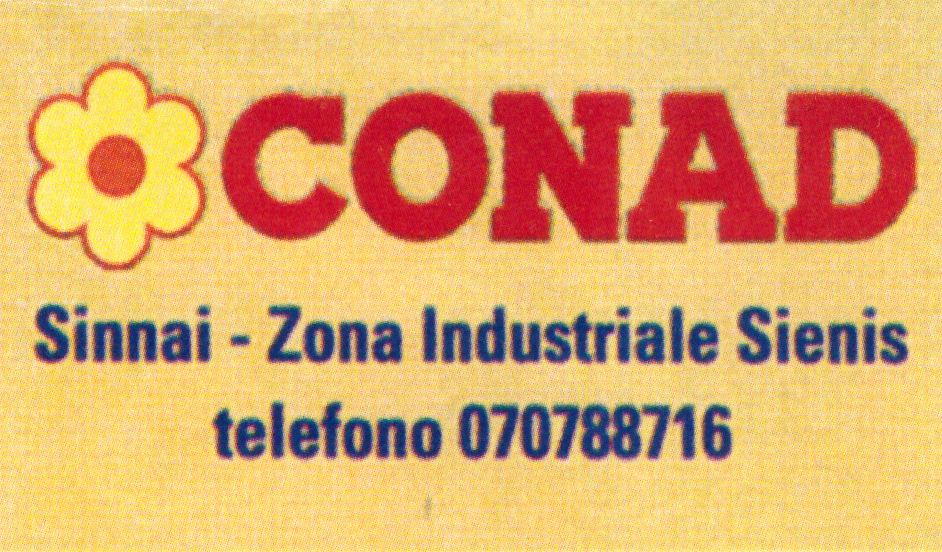 CONAD
Sinnai - Zona Industriale Sienis
telefono 070788716